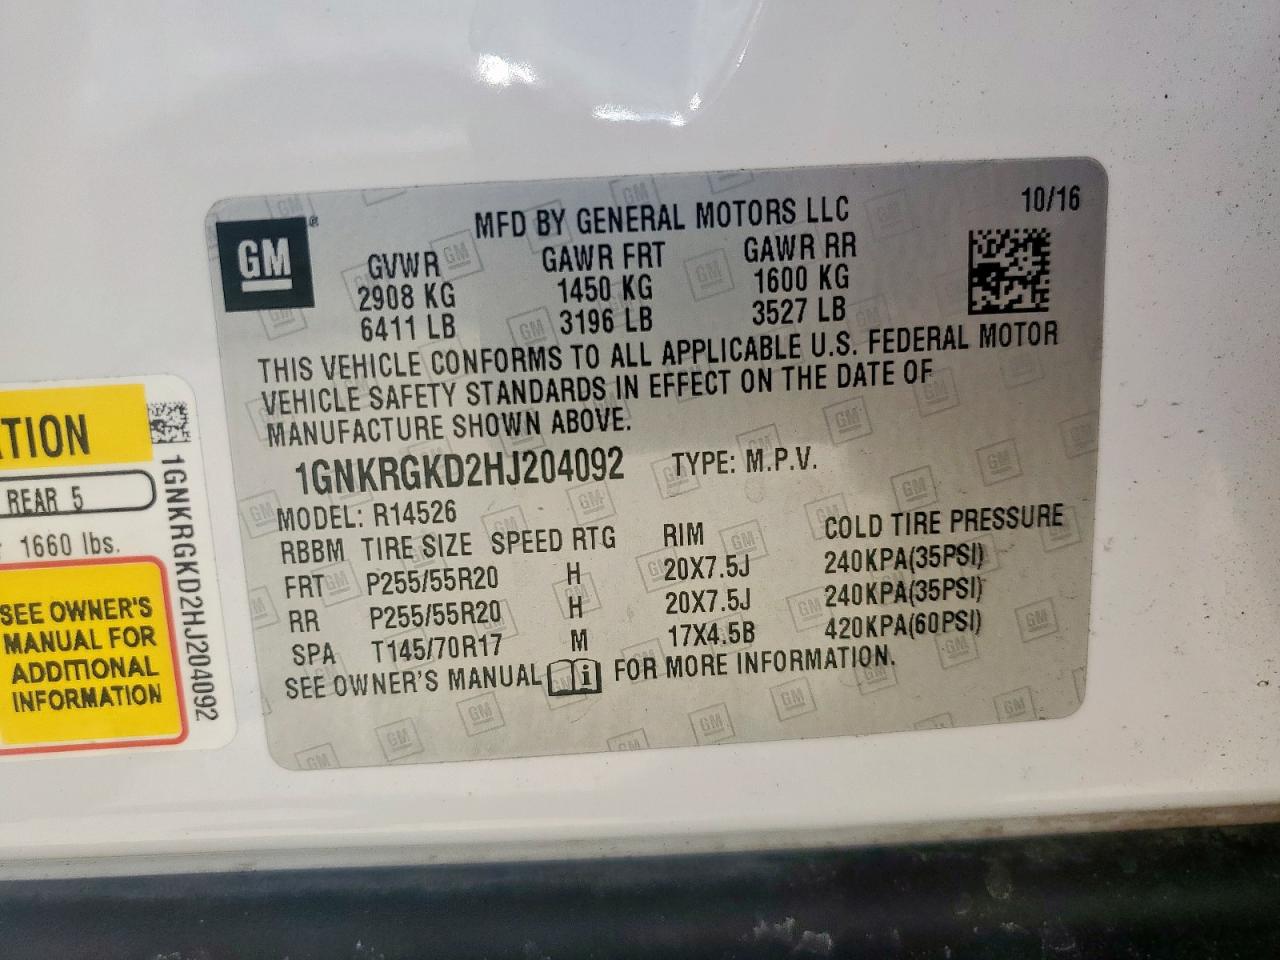 MFD BY GENERAL MOTORS LLC 10/16
GM
GVWR GAWR FRT GAWR RR
2908 KG 1450 KG 1600 KG
6411 LB 3196 LB 3527 LB
THIS VEHICLE CONFORMS TO ALL APPLICABLE U.S. FEDERAL MOTOR
VEHICLE SAFETY STANDARDS IN EFFECT ON THE DATE OF
MANUFACTURE SHOWN ABOVE.
1GNKRGKD2HJ204092 TYPE: M.P.V.
MODEL: R14526
RBBM TIRE SIZE SPEED RTG RIM COLD TIRE PRESSURE
FRT P255/55R20 H 20X7.5J 240KPA(35PSI)
RR P255/55R20 H 20X7.5J 240KPA(35PSI)
SPA T145/70R17 M 17X4.5B 420KPA(60PSI)
SEE OWNER'S MANUAL i FOR MORE INFORMATION.
TION
REAR 5
1660 lbs.
SEE OWNER'S
MANUAL FOR
ADDITIONAL
INFORMATION
1GNKRGKD2HJ204092